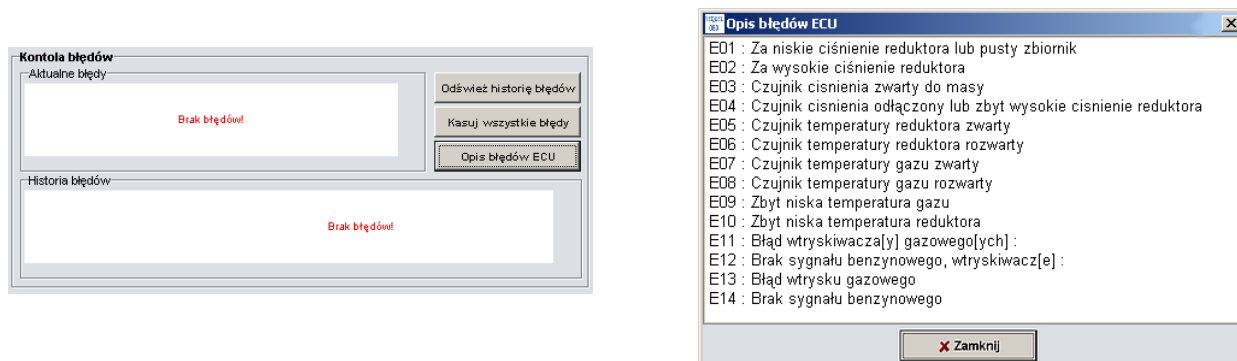 Kontola błędów
Aktualne błędy
Brak błędów!
Odśwież historię błędów
Kasuj wszystkie błędy
Opis błędów ECU
Historia błędów
Brak błędów!
Opis błędów ECU
E01 : Za niskie ciśnienie reduktora lub pusty zbiornik
E02 : Za wysokie ciśnienie reduktora
E03 : Czujnik cisnienia zwarty do masy
E04 : Czujnik cisnienia odłączony lub zbyt wysokie cisnienie reduktora
E05 : Czujnik temperatury reduktora zwarty
E06 : Czujnik temperatury reduktora rozwarty
E07 : Czujnik temperatury gazu zwarty
E08 : Czujnik temperatury gazu rozwarty
E09 : Zbyt niska temperatura gazu
E10 : Zbyt niska temperatura reduktora
E11 : Błąd wtryskiwacza[y] gazowego[ych] :
E12 : Brak sygnału benzynowego, wtryskiwacz[e] :
E13 : Błąd wtrysku gazowego
E14 : Brak sygnału benzynowego
Zamknij